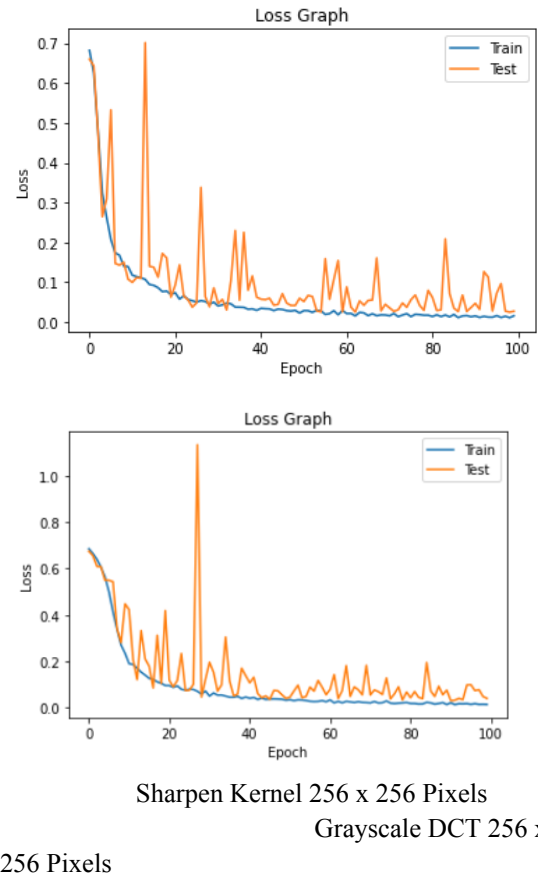 Loss Graph
0.7
0.6
0.5
0.4
0.3
0.2
0.1
0.0
Loss
Train
Test
0 20 40 60 80 100
Epoch
Loss Graph
1.0
0.8
0.6
0.4
0.2
0.0
Loss
Train
Test
0 20 40 60 80 100
Epoch
Sharpen Kernel 256 x 256 Pixels
Grayscale DCT 256 x
256 Pixels